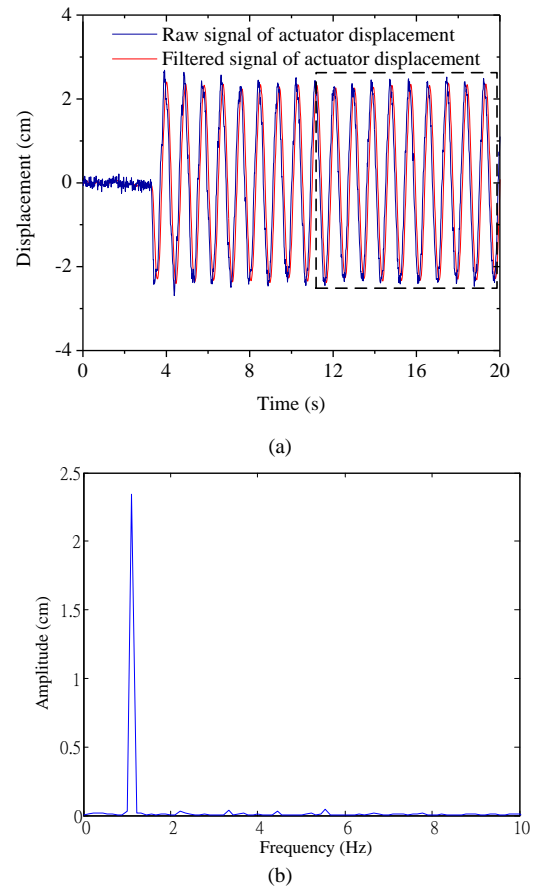 4
Raw signal of actuator displacement
Filtered signal of actuator displacement
2
0
-2
-4
Displacement (cm)
0 4 8 12 16 20
Time (s)
(a)
2.5
2
1.5
1
0.5
0
Amplitude (cm)
0 2 4 6 8 10
Frequency (Hz)
(b)